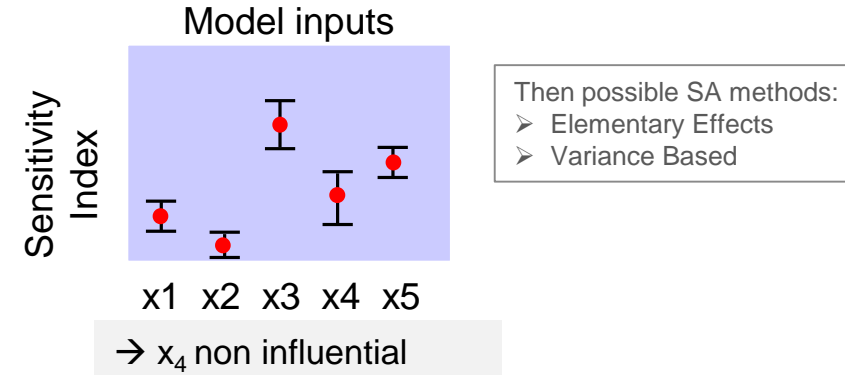 Model inputs
Sensitivity
Index
Then possible SA methods:
➢ Elementary Effects
➢ Variance Based
x1 x2 x3 x4 x5
→ x₄ non influential